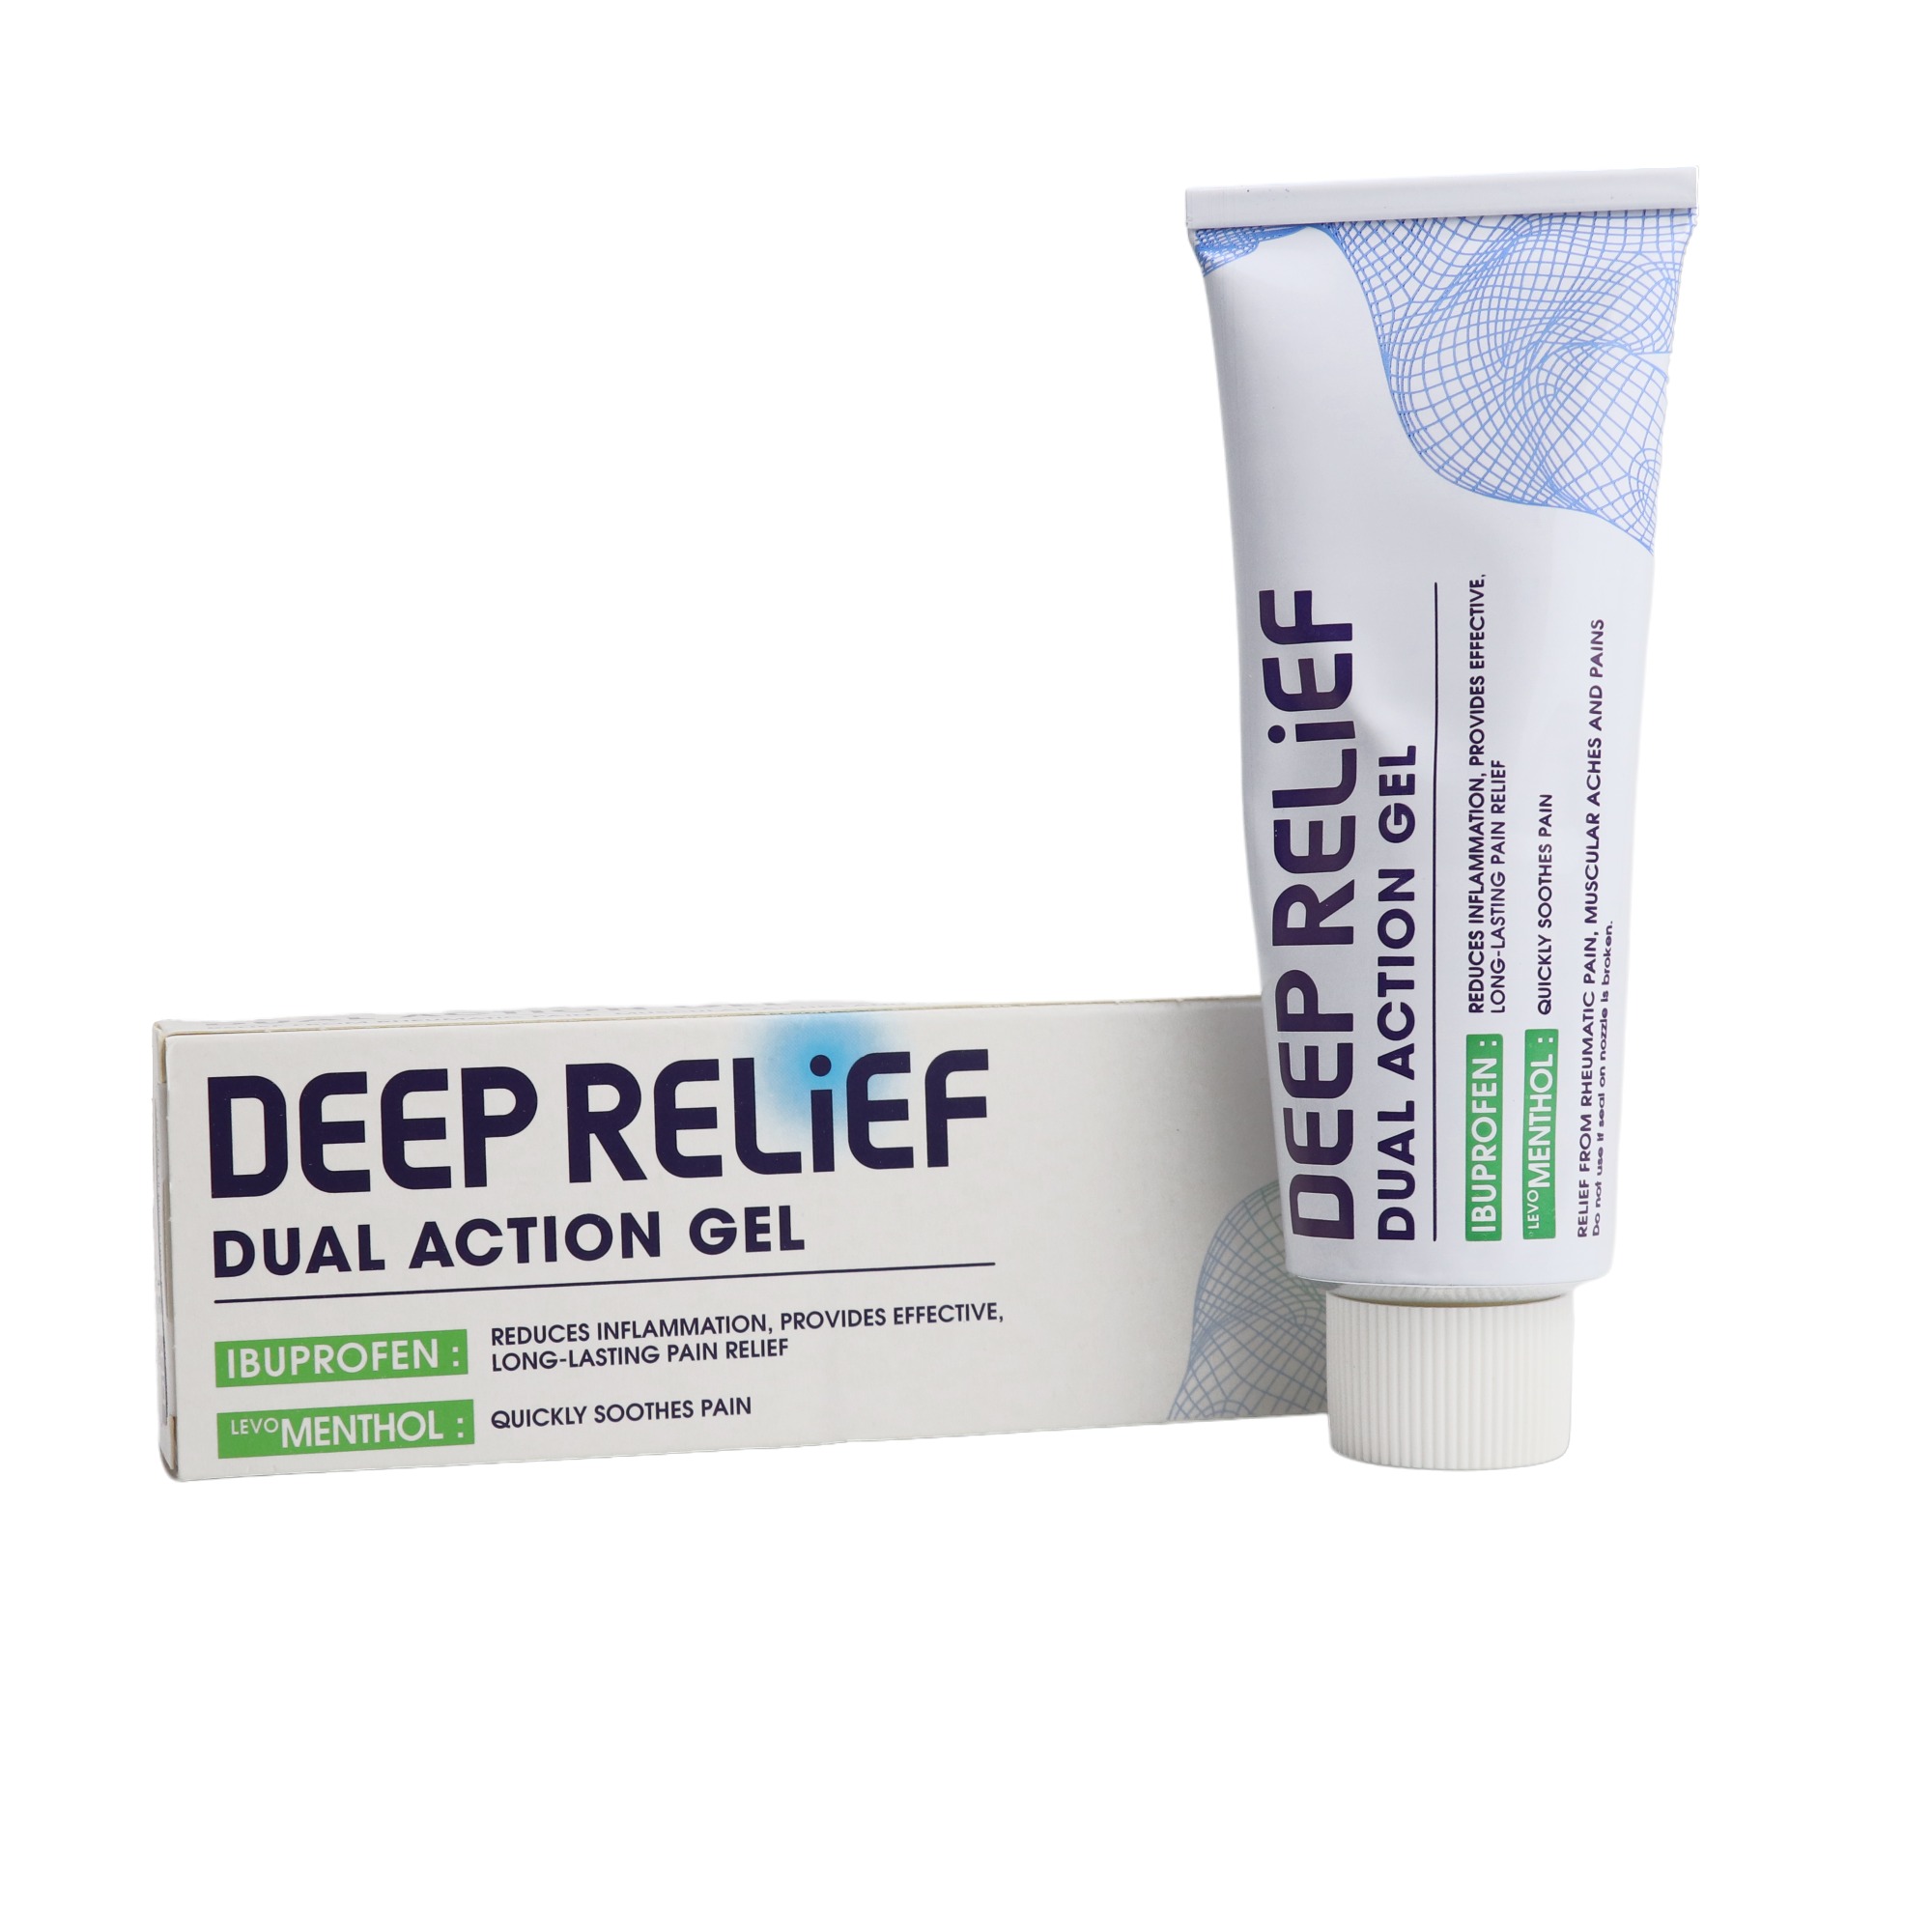 DEEP RELiEF
DUAL ACTION GEL
IBUPROFEN :
REDUCES INFLAMMATION, PROVIDES EFFECTIVE,
LONG-LASTING PAIN RELIEF
LEVOMENTHOL :
QUICKLY SOOTHES PAIN
DEEP RELiEF
DUAL ACTION GEL
IBUPROFEN :
REDUCES INFLAMMATION, PROVIDES EFFECTIVE,
LONG-LASTING PAIN RELIEF
LEVOMENTHOL :
QUICKLY SOOTHES PAIN
RELIEF FROM RHEUMATIC PAIN, MUSCULAR ACHES AND PAINS
Do not use if seal on nozzle is broken.